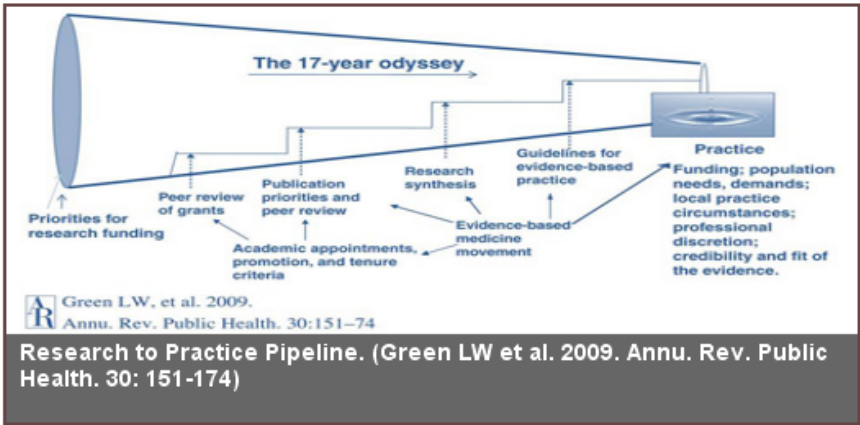 The 17-year odyssey
Practice
Guidelines for
evidence-based
practice
Research
synthesis
Publication
priorities and
peer review
Peer review
of grants
Priorities for
research funding
Academic appointments,
promotion, and tenure
criteria
Evidence-based
medicine
movement
Funding; population
needs, demands;
local practice
circumstances;
professional
discretion;
credibility and fit of
the evidence.
AR
Green LW, et al. 2009.
Annu. Rev. Public Health. 30:151–74
Research to Practice Pipeline. (Green LW et al. 2009. Annu. Rev. Public
Health. 30: 151-174)